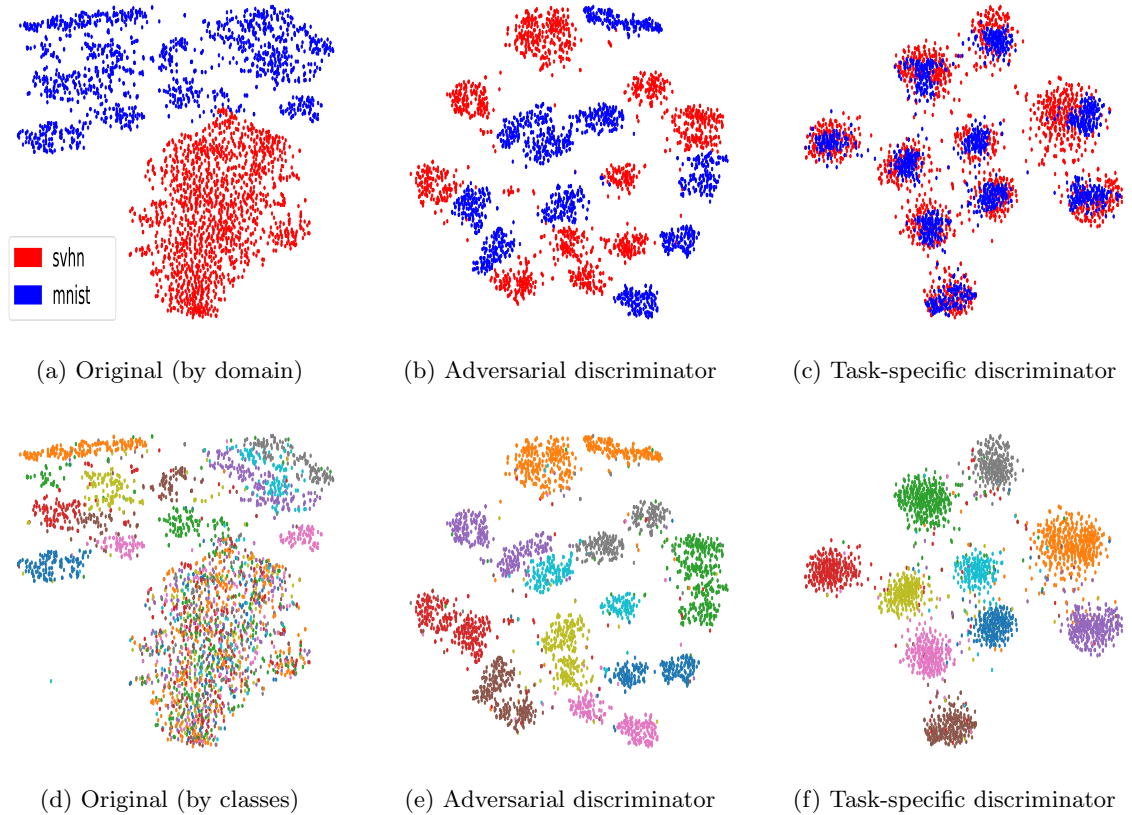 svhn
mnist
(a) Original (by domain)
(b) Adversarial discriminator
(c) Task-specific discriminator
(d) Original (by classes)
(e) Adversarial discriminator
(f) Task-specific discriminator